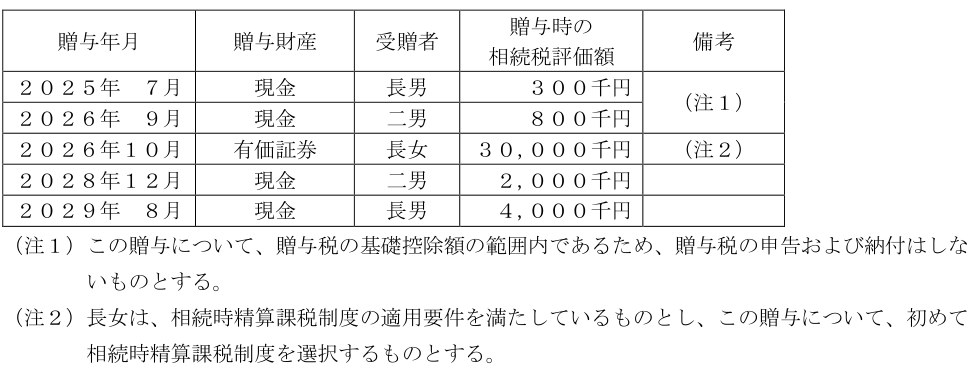 贈与年月 贈与財産 受贈者 贈与時の相続税評価額 備考
２０２５年　７月 現金 長男 ３００千円 （注１）
２０２６年　９月 現金 二男 ８００千円
２０２６年１０月 有価証券 長女 ３０,０００千円 （注２）
２０２８年１２月 現金 二男 ２,０００千円
２０２９年　８月 現金 長男 ４,０００千円
（注１）この贈与について、贈与税の基礎控除額の範囲内であるため、贈与税の申告および納付はしな
いものとする。
（注２）長女は、相続時精算課税制度の適用要件を満たしているものとし、この贈与について、初めて
相続時精算課税制度を選択するものとする。